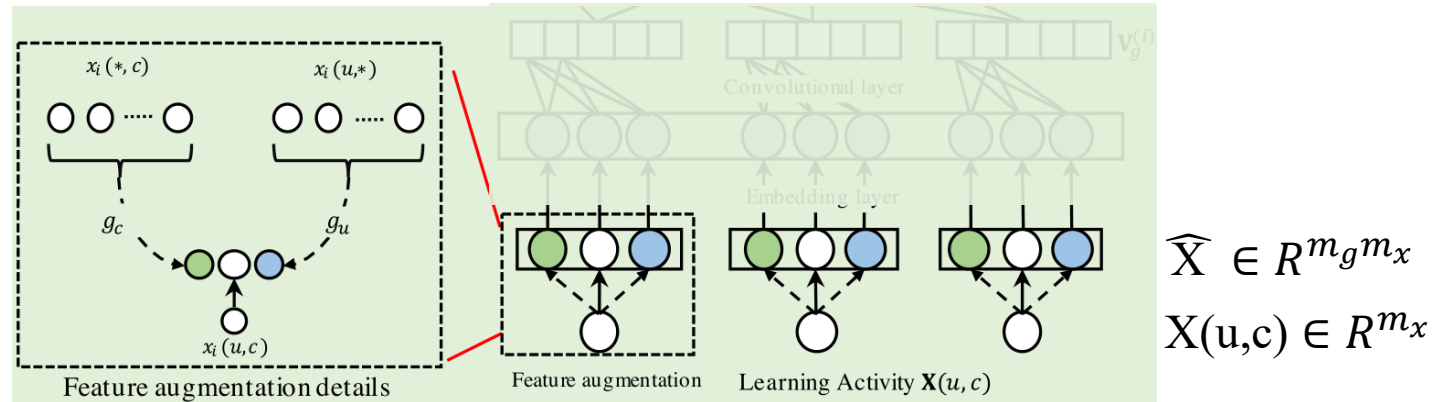 x_i(*, c)
x_i(u,*)
.....
.....
g_c
g_u
x_i(u,c)
Feature augmentation details
V_g^(i)
Convolutional layer
Embedding layer
Feature augmentation
Learning Activity X(u, c)
X̂ ∈ R^{m_g m_x}
X(u,c) ∈ R^{m_x}